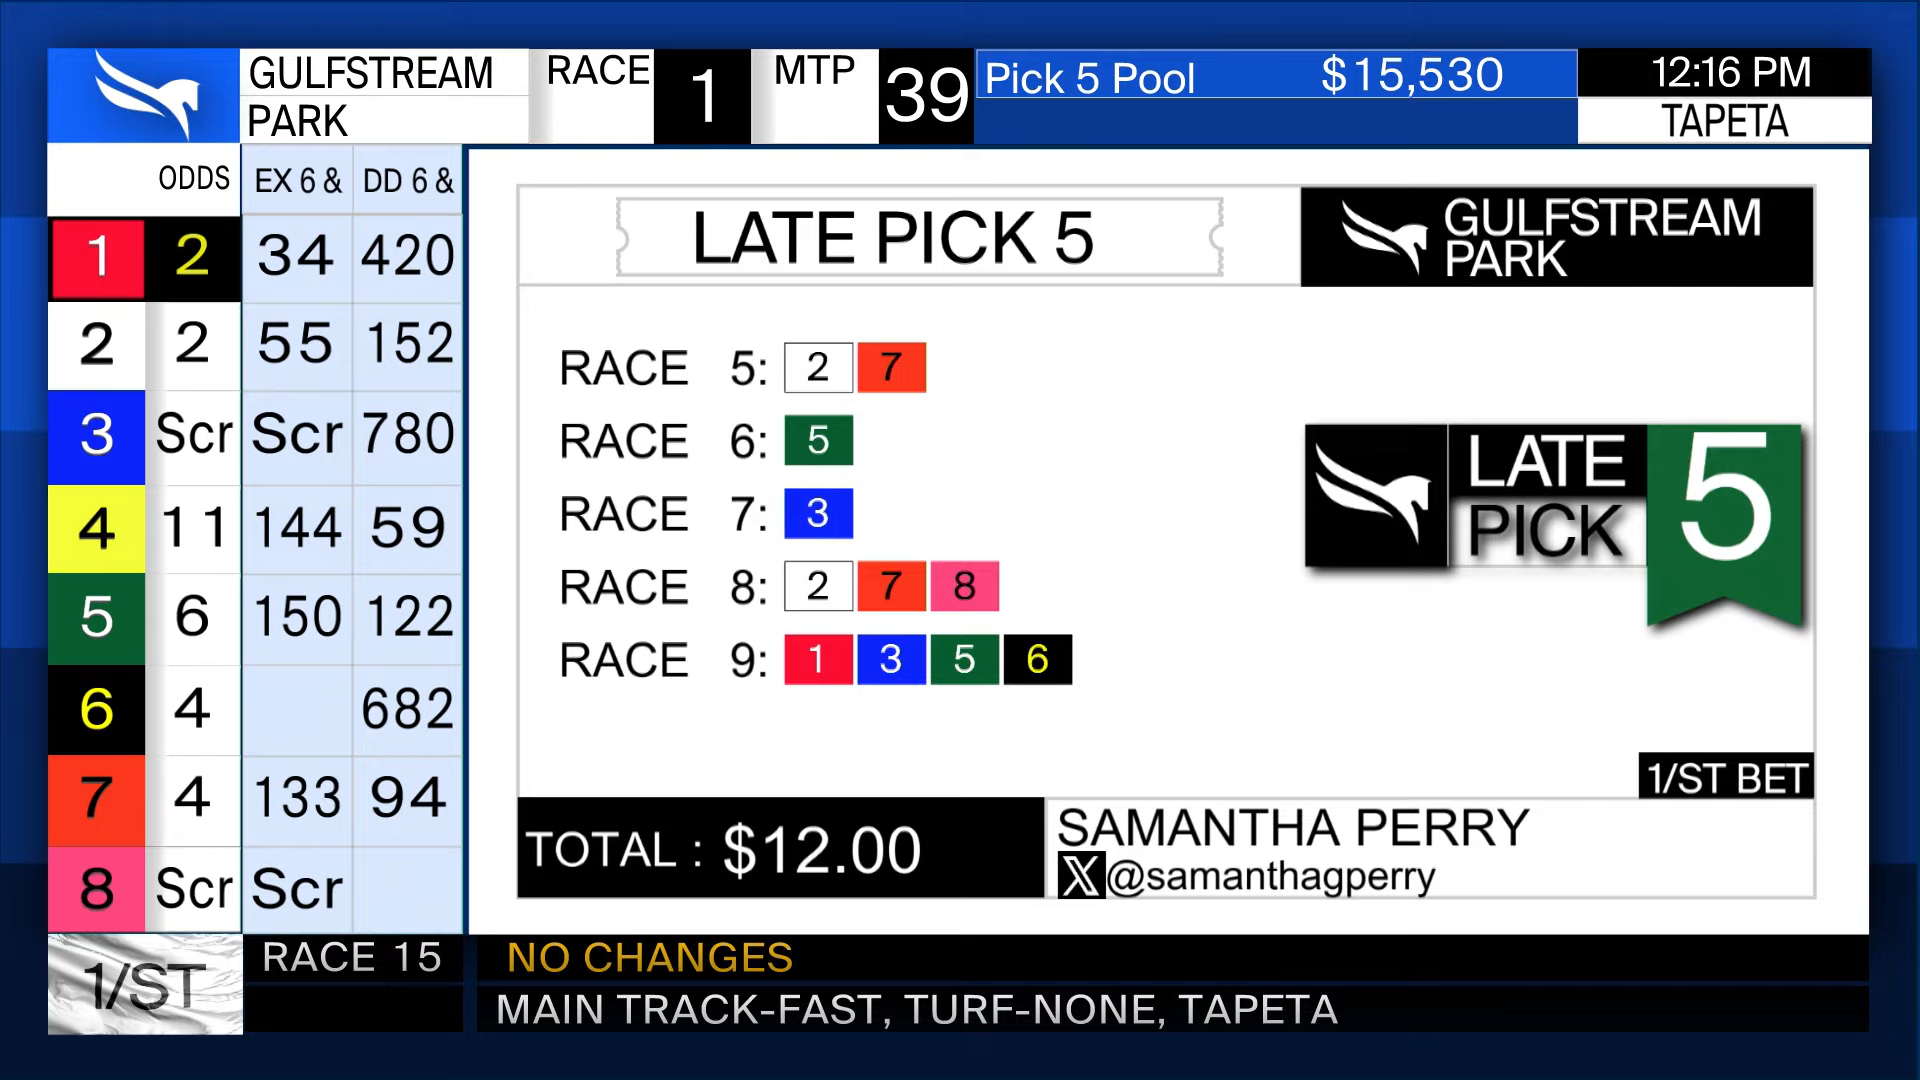 GULFSTREAM
PARK
RACE 1 MTP 39
Pick 5 Pool $15,530
12:16 PM
TAPETA
ODDS EX 6 & DD 6 &
1 2 34 420
2 2 55 152
3 Scr Scr 780
4 11 144 59
5 6 150 122
6 4 682
7 4 133 94
8 Scr Scr
LATE PICK 5
GULFSTREAM
PARK
RACE 5: 2 7
RACE 6: 5
RACE 7: 3
RACE 8: 2 7 8
RACE 9: 1 3 5 6
LATE
PICK
5
1/ST BET
TOTAL : $12.00
SAMANTHA PERRY
X @samanthagperry
1/ST
RACE 15
NO CHANGES
MAIN TRACK-FAST, TURF-NONE, TAPETA